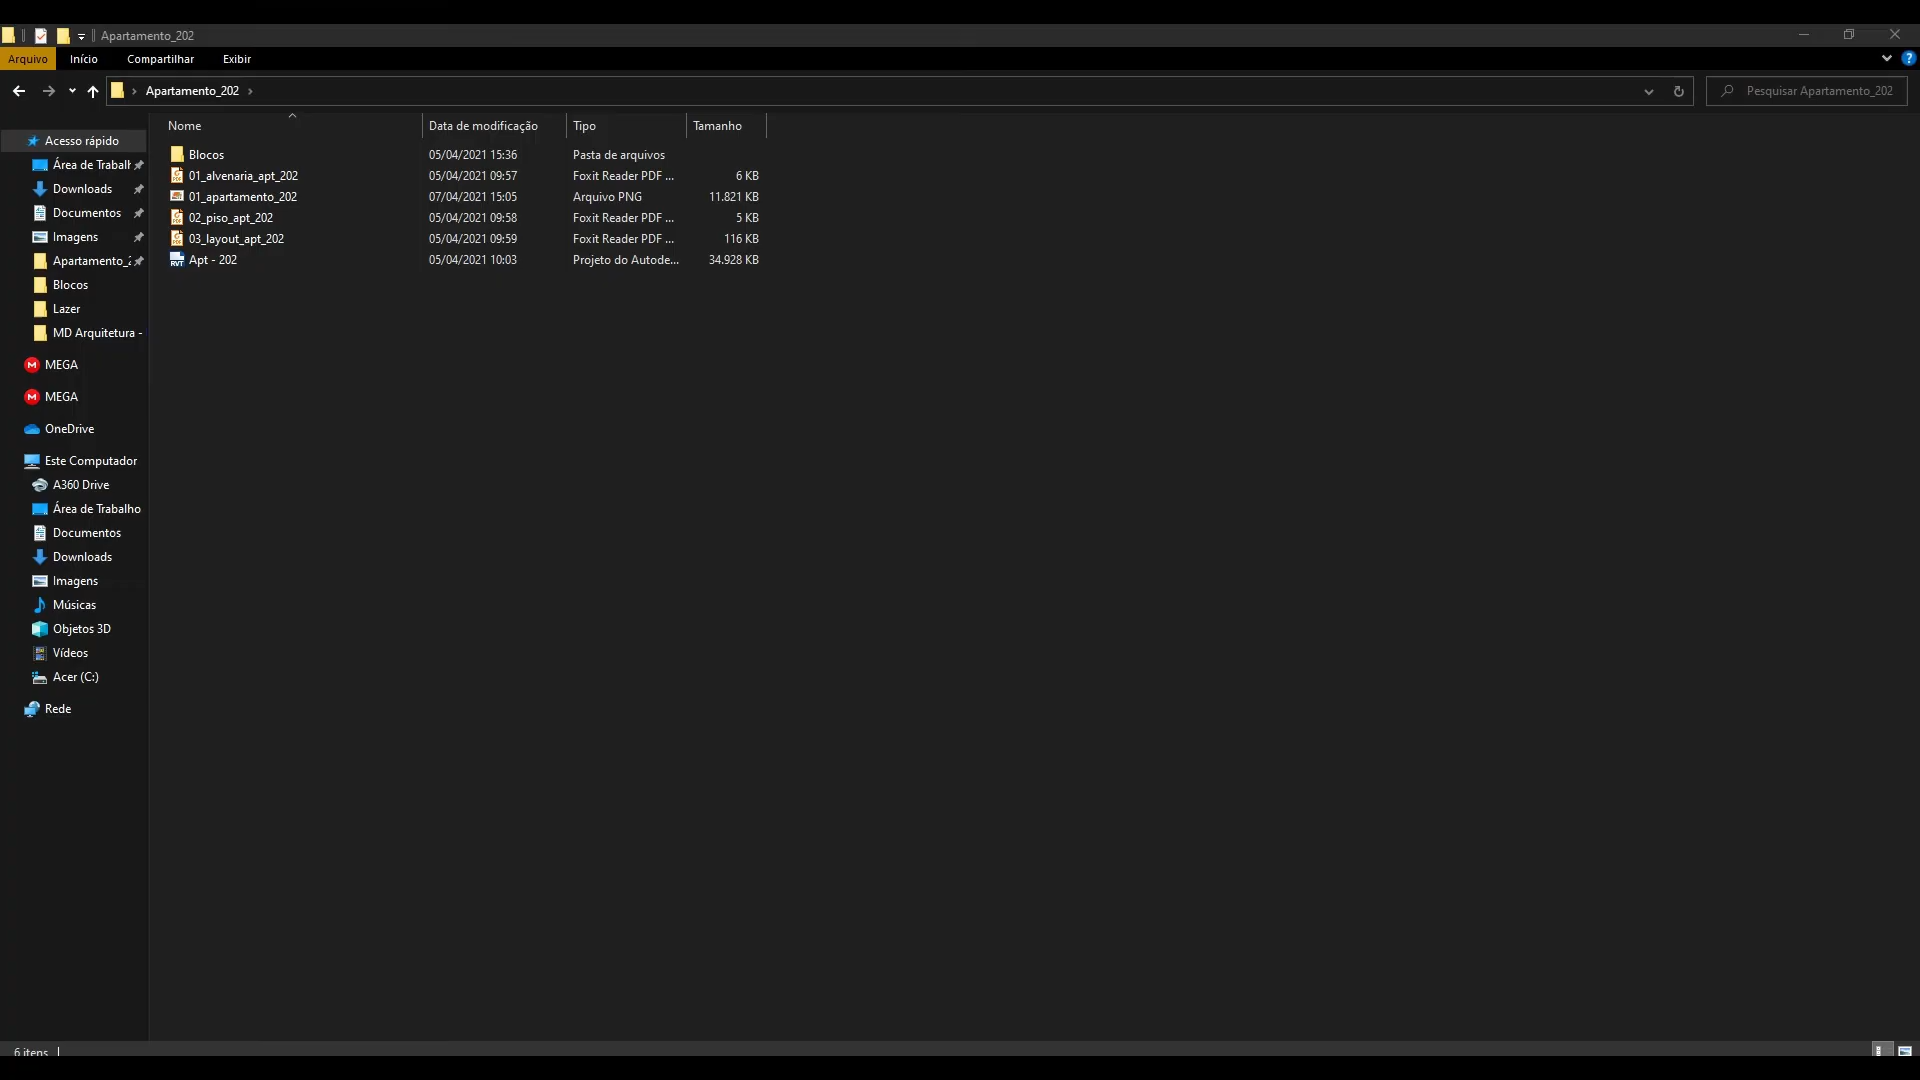 Apartamento_202
Arquivo Início Compartilhar Exibir
Apartamento_202 Pesquisar Apartamento_202
Nome Data de modificação Tipo Tamanho
Acesso rápido
Área de Trabalh
Downloads
Documentos
Imagens
Apartamento_2
Blocos
Lazer
MD Arquitetura -
MEGA
MEGA
OneDrive
Este Computador
A360 Drive
Área de Trabalho
Documentos
Downloads
Imagens
Músicas
Objetos 3D
Vídeos
Acer (C:)
Rede
Blocos 05/04/2021 15:36 Pasta de arquivos
01_alvenaria_apt_202 05/04/2021 09:57 Foxit Reader PDF ... 6 KB
01_apartamento_202 07/04/2021 15:05 Arquivo PNG 11.821 KB
02_piso_apt_202 05/04/2021 09:58 Foxit Reader PDF ... 5 KB
03_layout_apt_202 05/04/2021 09:59 Foxit Reader PDF ... 116 KB
Apt - 202 05/04/2021 10:03 Projeto do Autode... 34.928 KB
6 itens